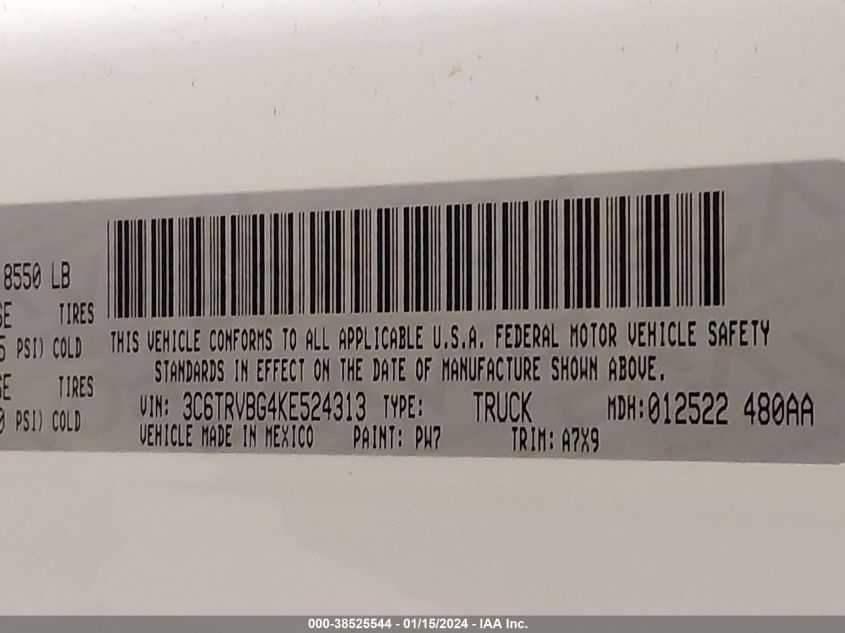 8550 LB
TIRES
PSI) COLD
TIRES
PSI) COLD
THIS VEHICLE CONFORMS TO ALL APPLICABLE U.S.A. FEDERAL MOTOR VEHICLE SAFETY
STANDARDS IN EFFECT ON THE DATE OF MANUFACTURE SHOWN ABOVE.
VIN: 3C6TRVBG4KE524313 TYPE: TRUCK MDH:012522 480AA
VEHICLE MADE IN MEXICO PAINT: PW7 TRIM: A7X9
000-38525544 - 01/15/2024 - IAA Inc.